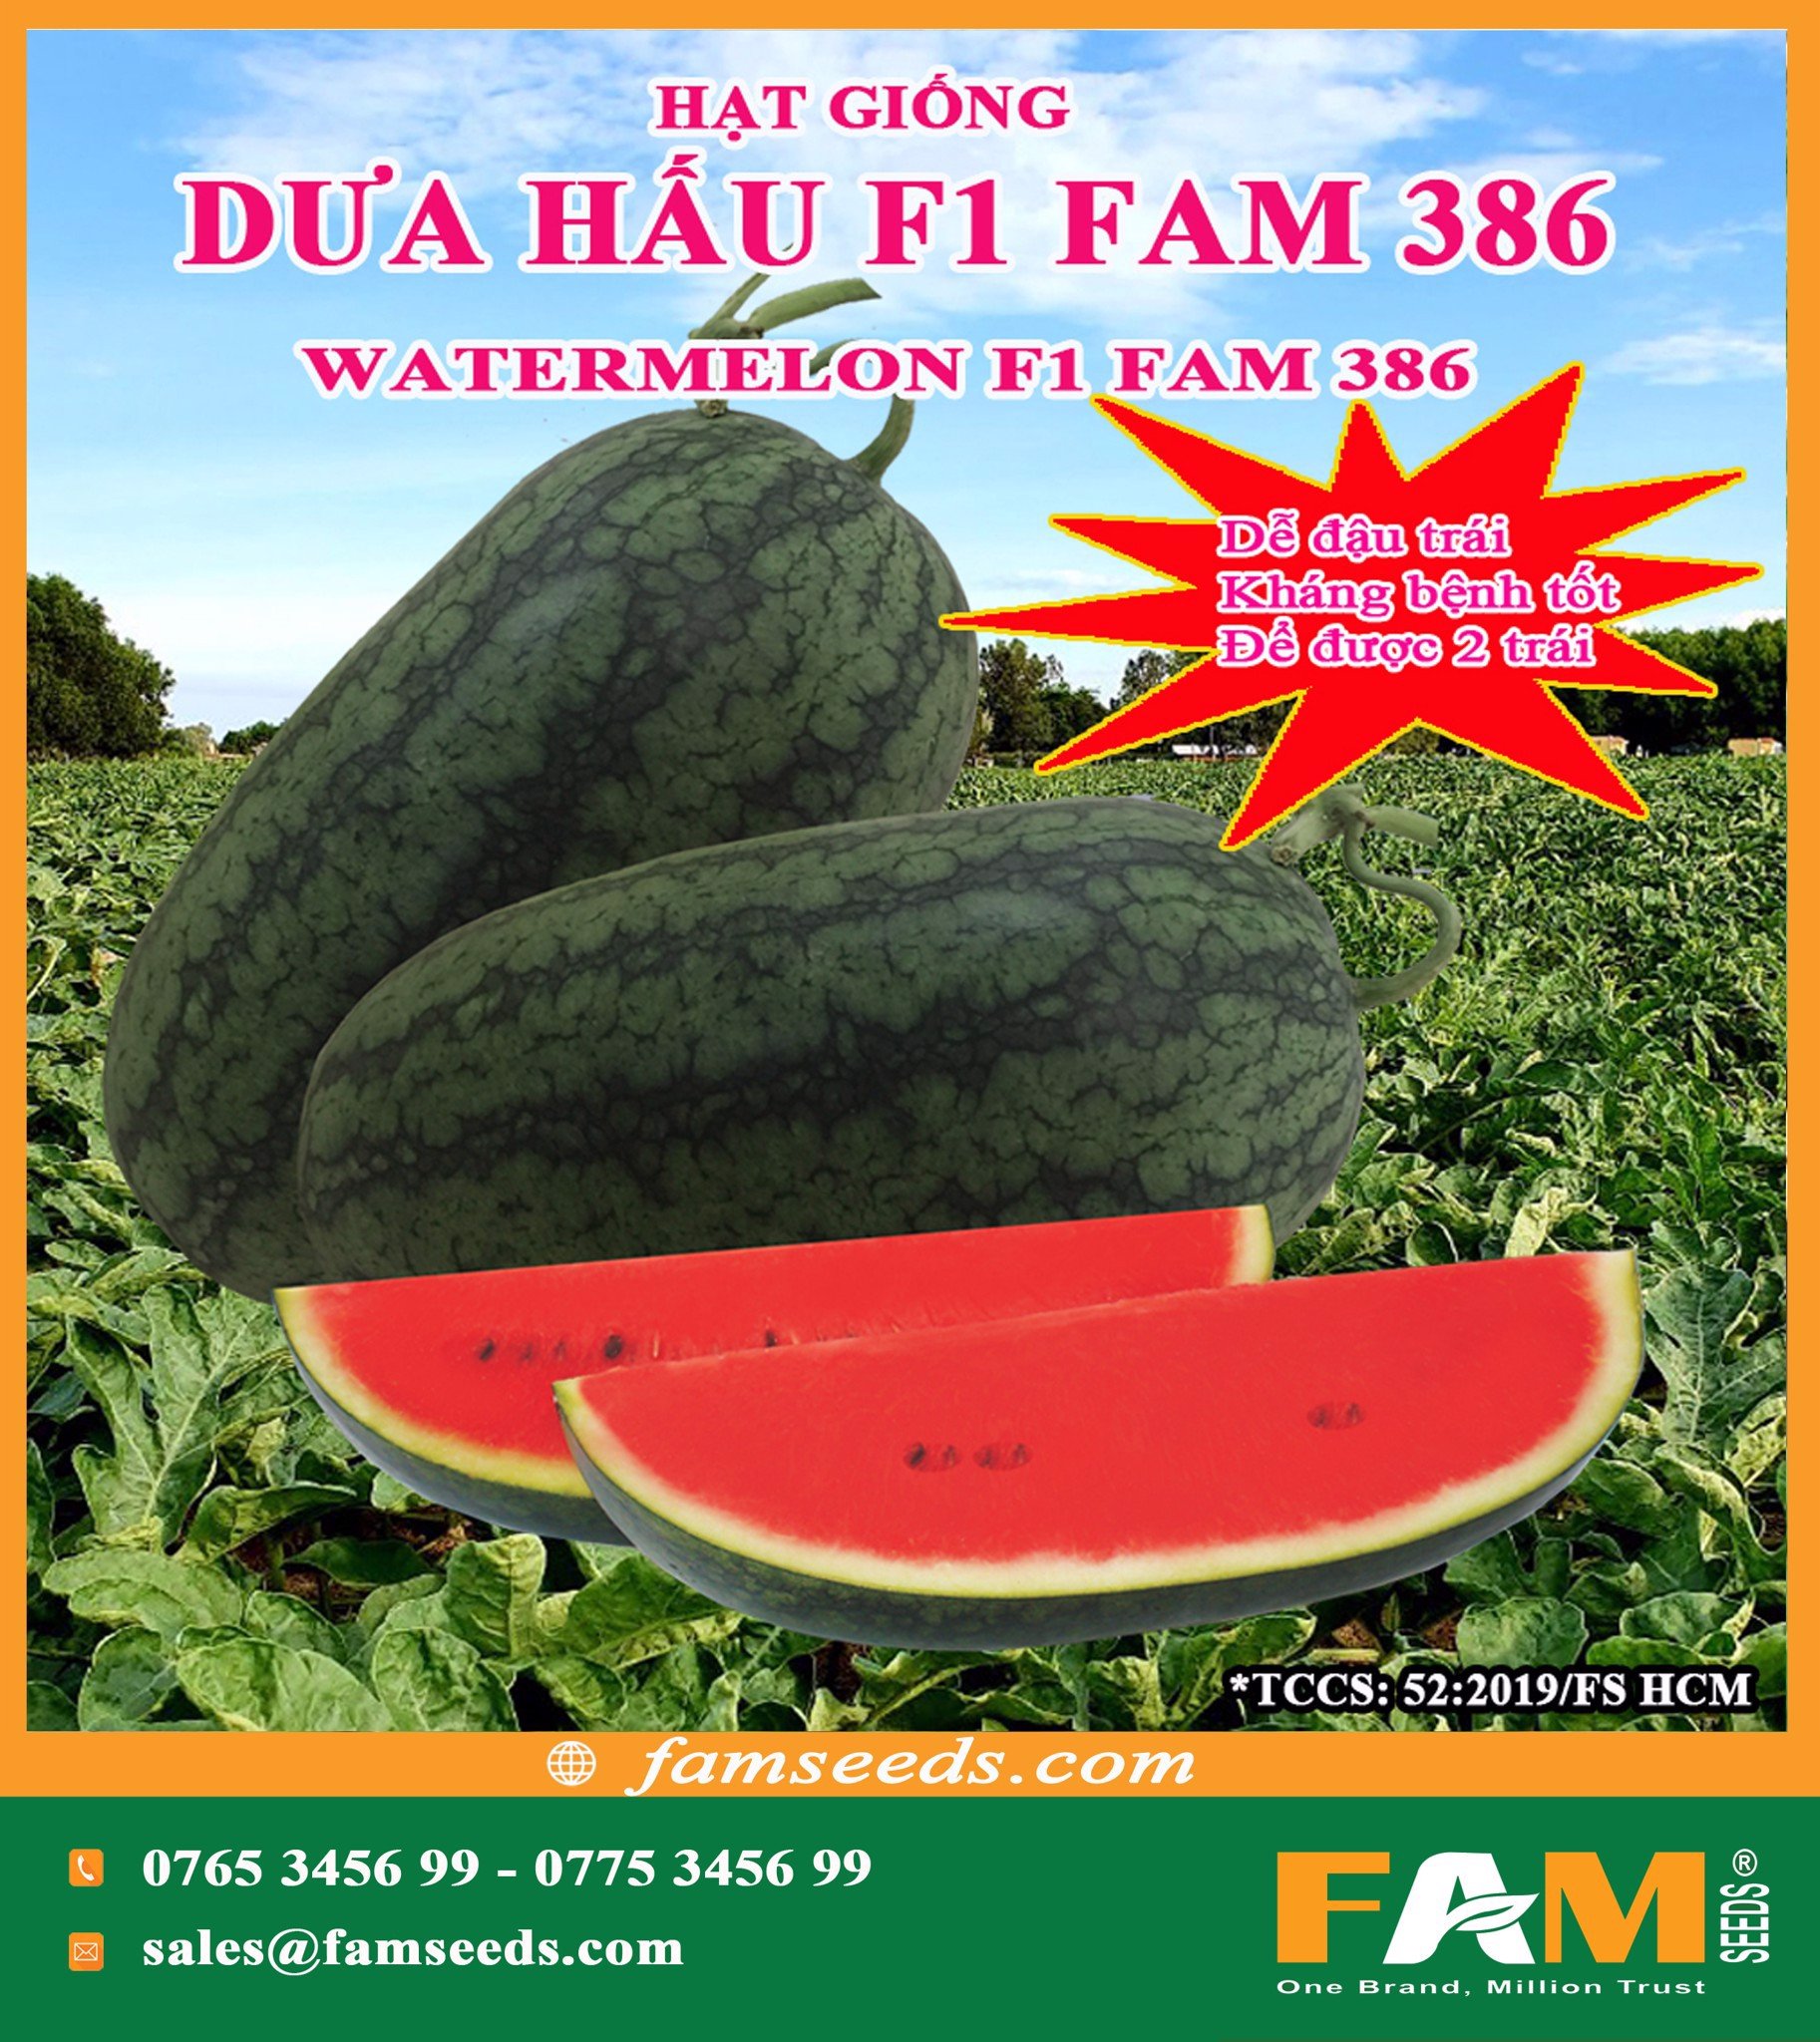 HẠT GIỐNG
DƯA HẤU F1 FAM 386
WATERMELON F1 FAM 386
Dễ đậu trái
Kháng bệnh tốt
Để được 2 trái
*TCCS: 52:2019/FS HCM
famseeds.com
0765 3456 99 - 0775 3456 99
sales@famseeds.com
FAM
SEEDS®
One Brand, Million Trust